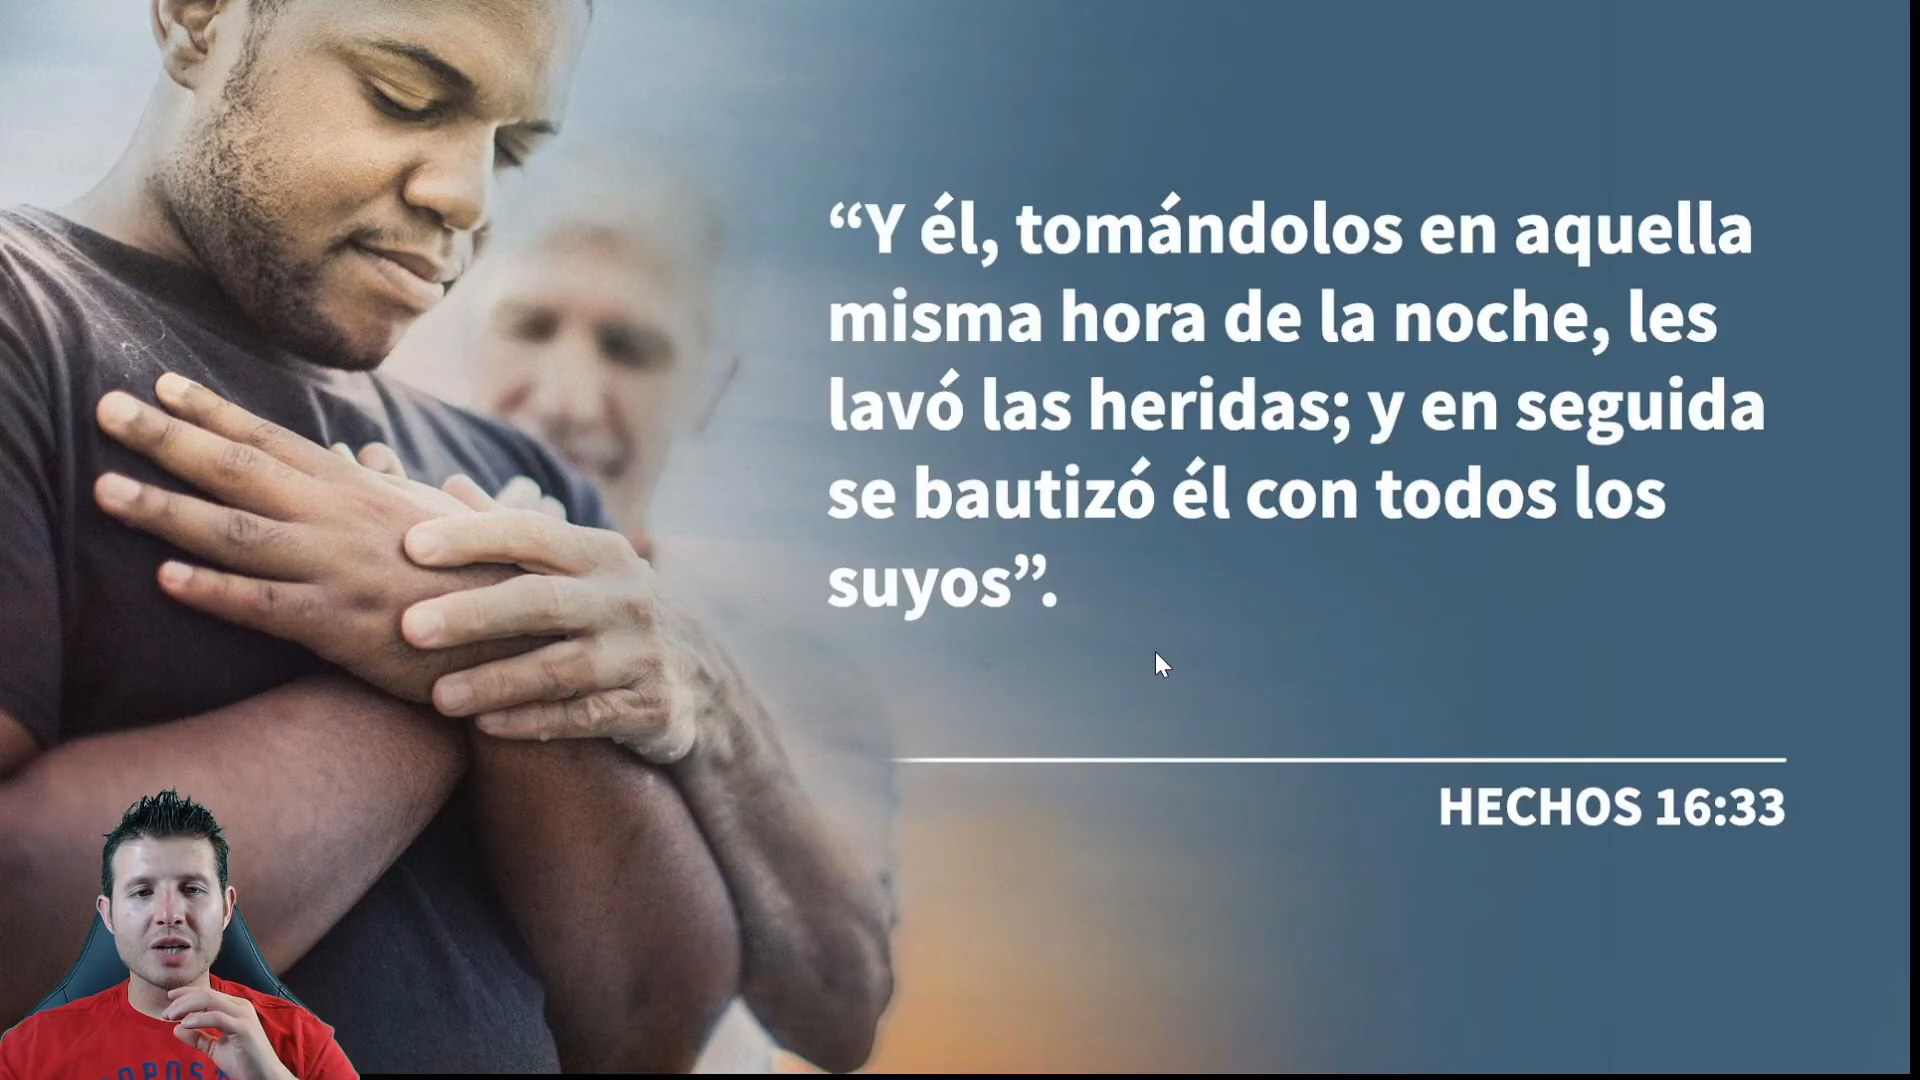 “Y él, tomándolos en aquella
misma hora de la noche, les
lavó las heridas; y en seguida
se bautizó él con todos los
suyos”.
HECHOS 16:33